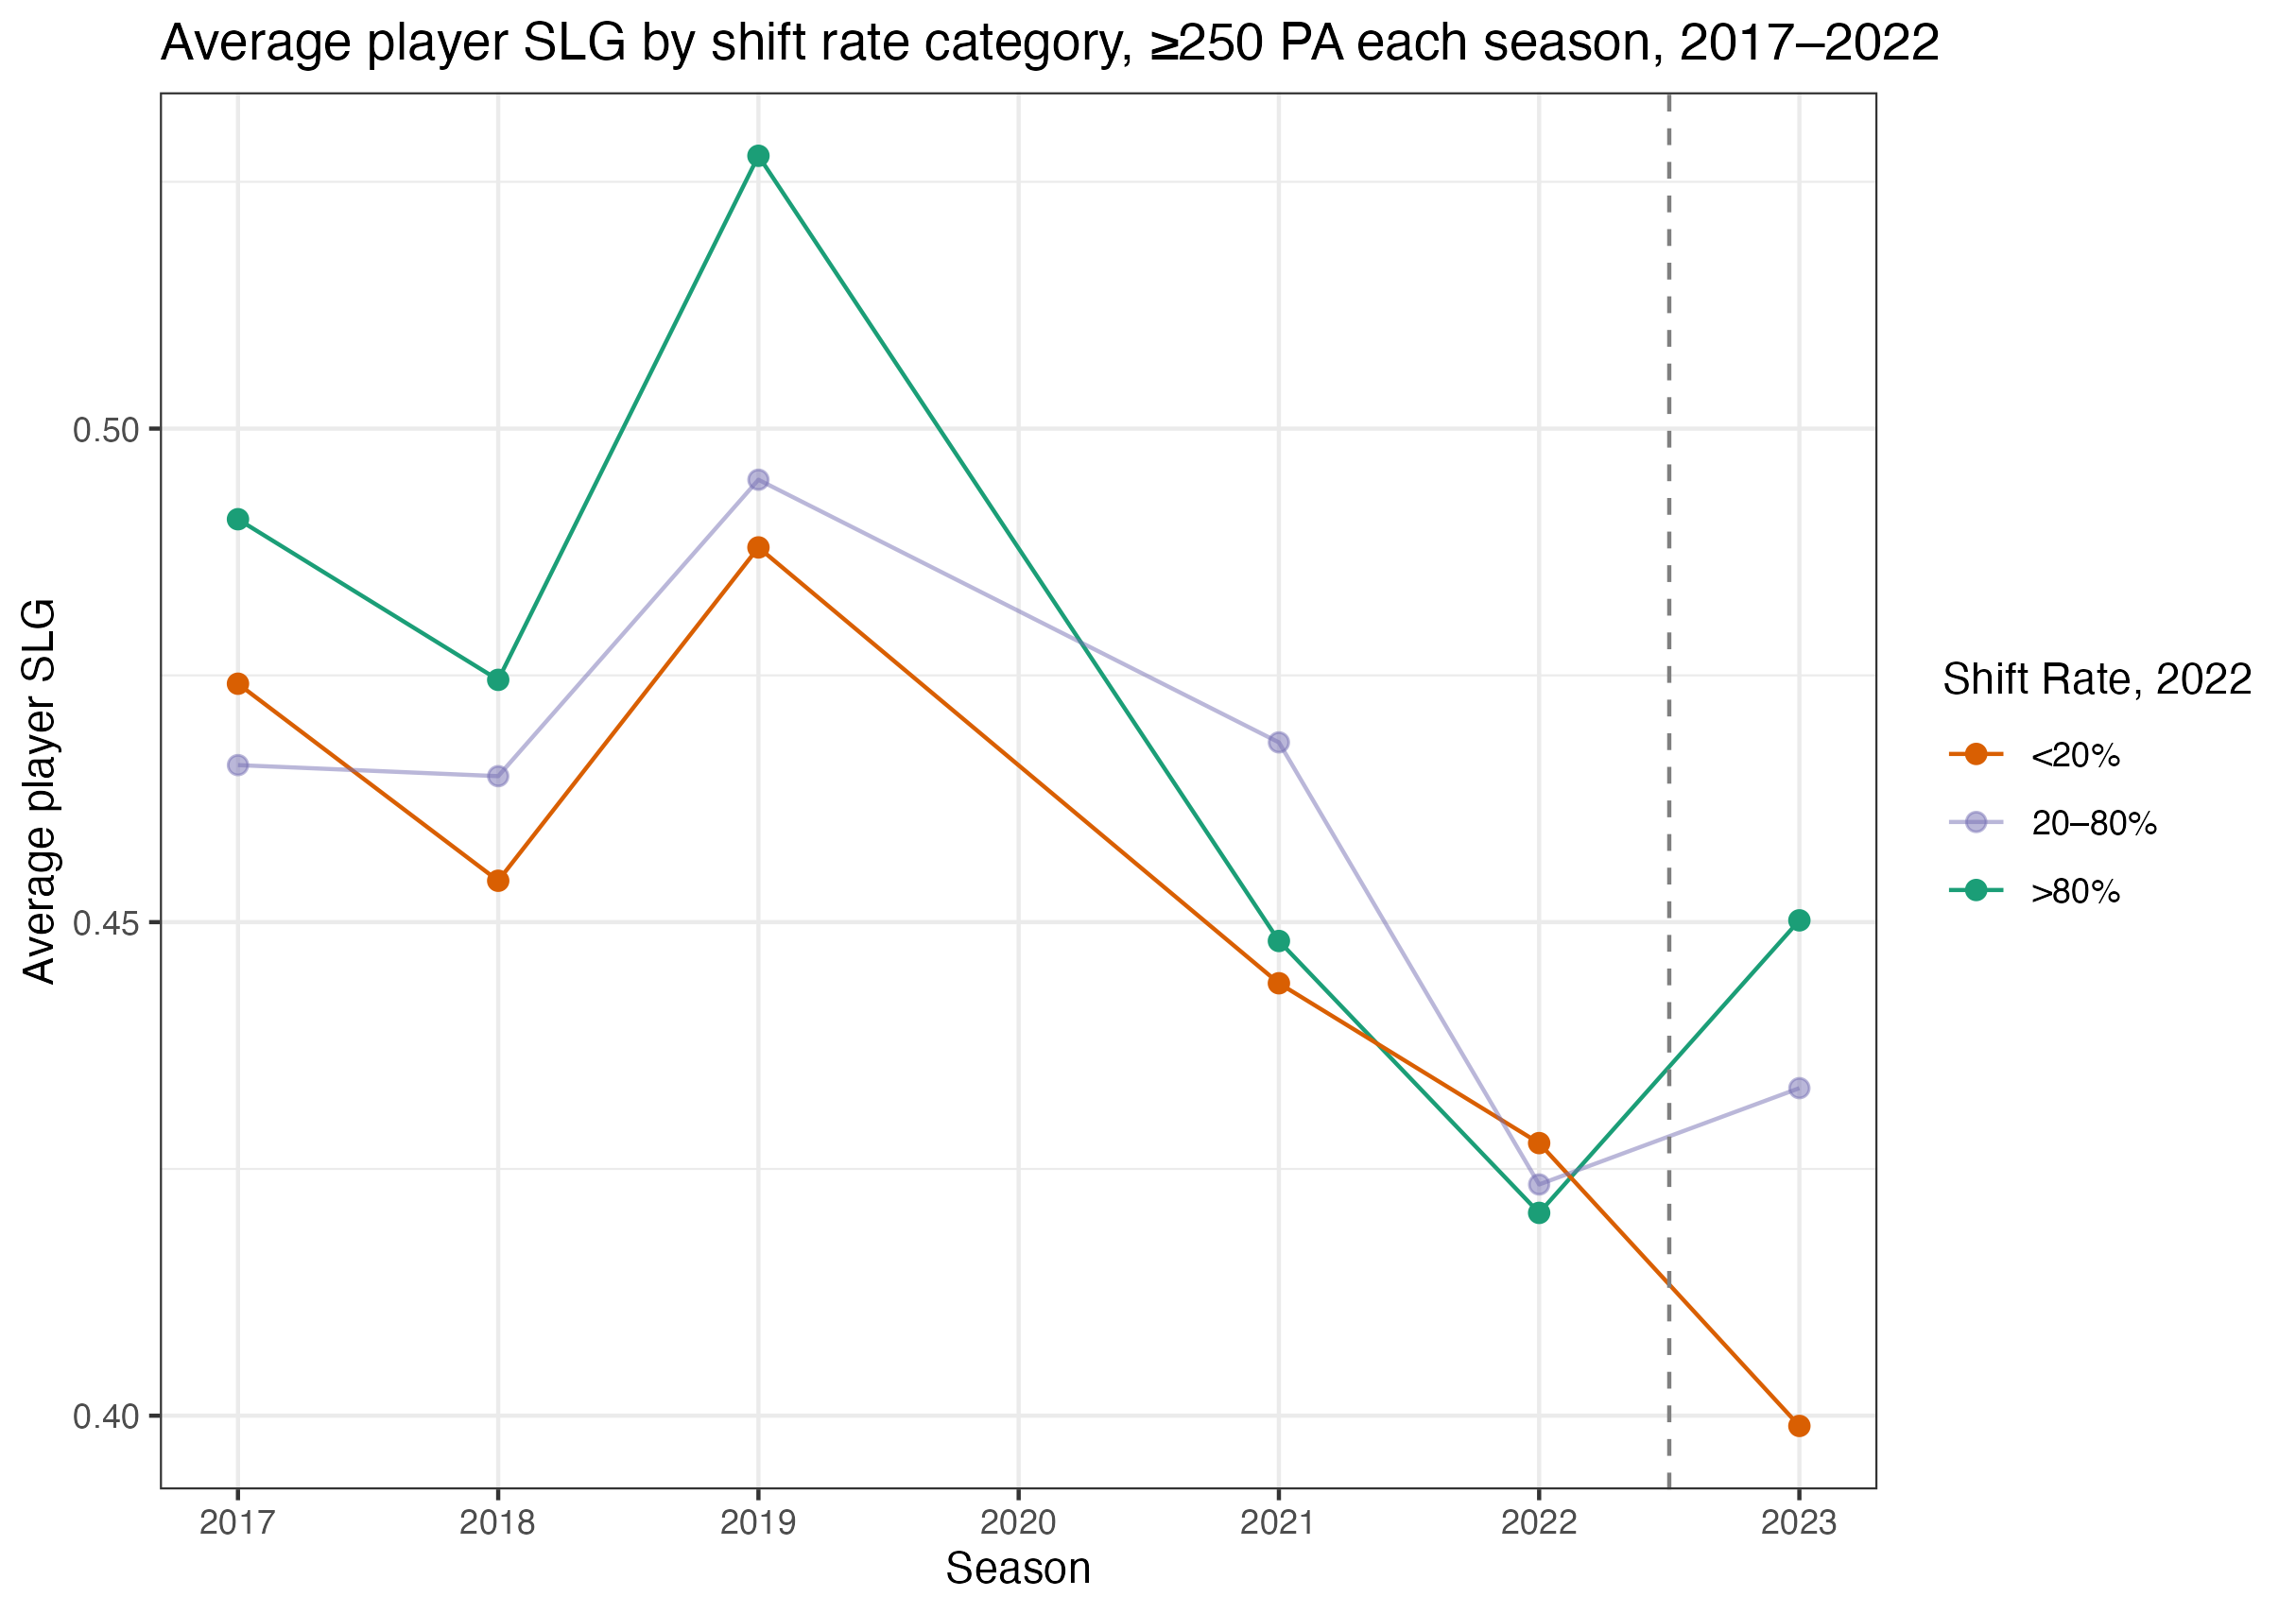 Average player SLG by shift rate category, ≥250 PA each season, 2017–2022
Average player SLG
0.50
0.45
0.40
2017 2018 2019 2020 2021 2022 2023
Season
Shift Rate, 2022
<20%
20–80%
>80%